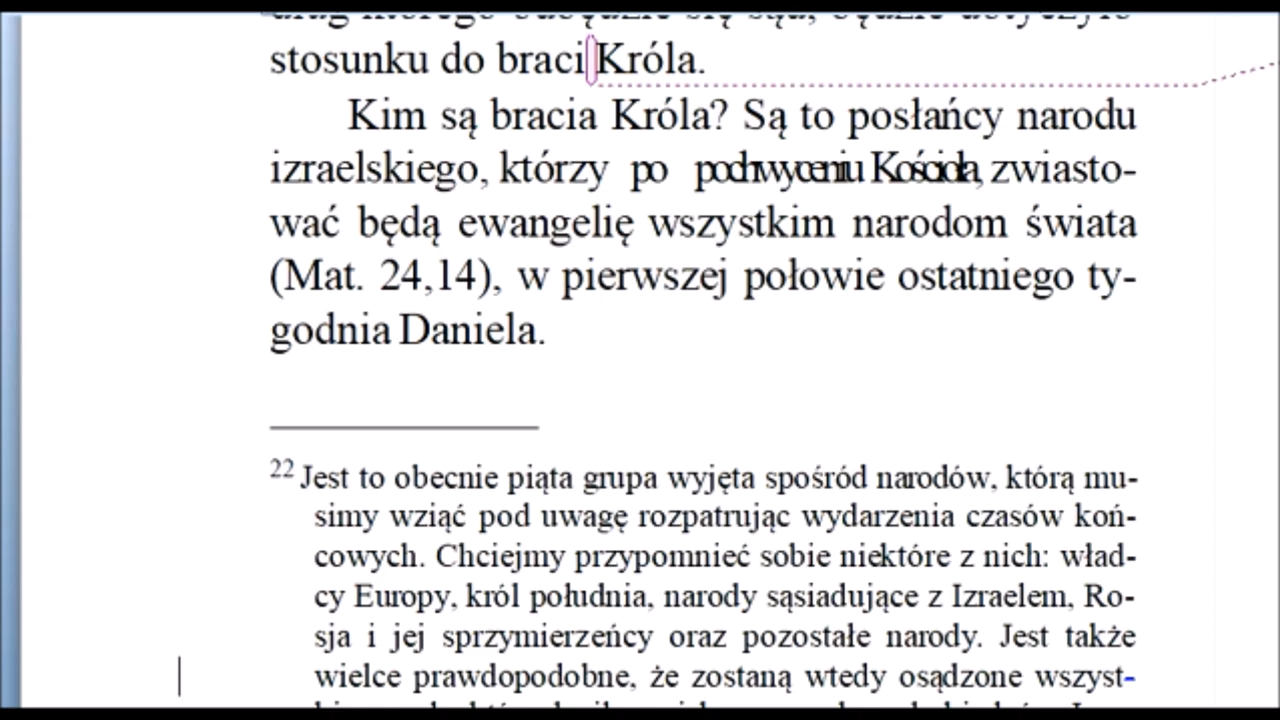 stosunku do braci Króla.
Kim są bracia Króla? Są to posłańcy narodu
izraelskiego, którzy po pochwyceniu Kościoła, zwiasto-
wać będą ewangelię wszystkim narodom świata
(Mat. 24,14), w pierwszej połowie ostatniego ty-
godnia Daniela.
22 Jest to obecnie piąta grupa wyjęta spośród narodów, którą mu-
simy wziąć pod uwagę rozpatrując wydarzenia czasów koń-
cowych. Chciejmy przypomnieć sobie niektóre z nich: wład-
cy Europy, król południa, narody sąsiadujące z Izraelem, Ro-
sja i jej sprzymierzeńcy oraz pozostałe narody. Jest także
wielce prawdopodobne, że zostaną wtedy osądzone wszyst-